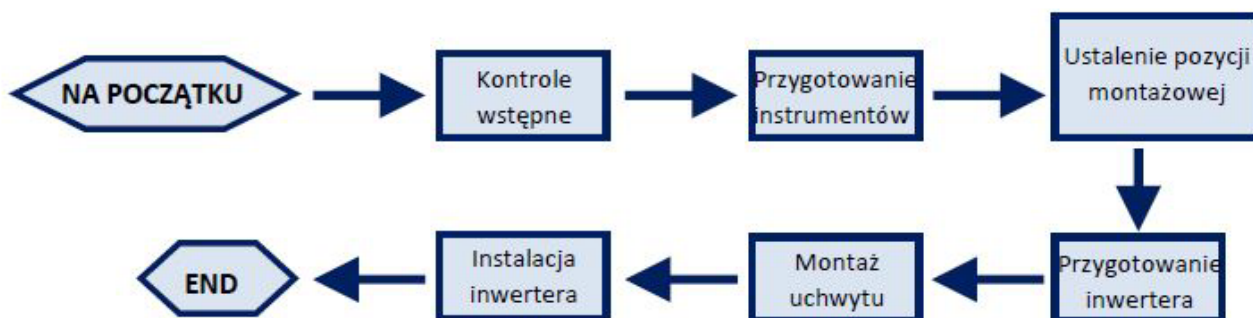 NA POCZĄTKU
Kontrole
wstępne
Przygotowanie
instrumentów
Ustalenie pozycji
montażowej
Przygotowanie
inwertera
Montaż
uchwytu
Instalacja
inwertera
END